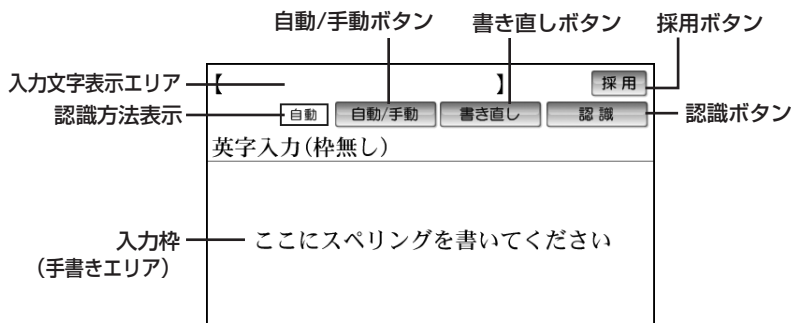 自動/手動ボタン 書き直しボタン 採用ボタン
入力文字表示エリア 【 】 採用
認識方法表示 自動 自動/手動 書き直し 認識 認識ボタン
英字入力(枠無し)
入力枠 ここにスペリングを書いてください
(手書きエリア)